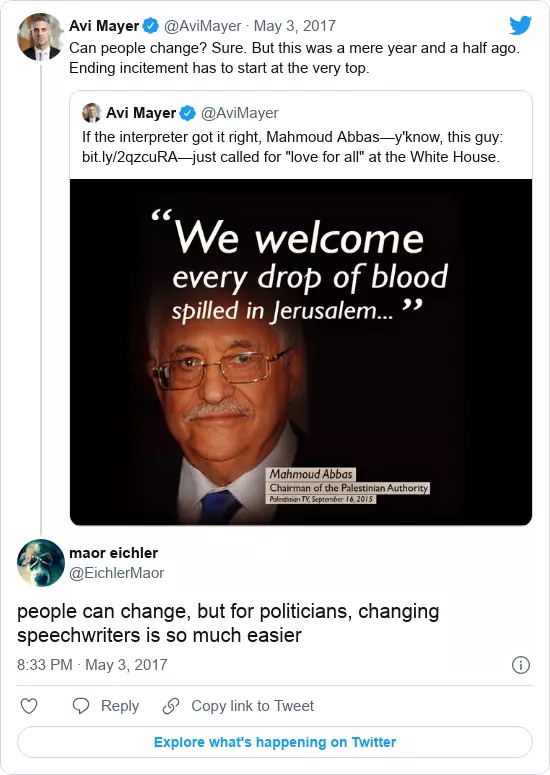 Avi Mayer @AviMayer · May 3, 2017
Can people change? Sure. But this was a mere year and a half ago.
Ending incitement has to start at the very top.
Avi Mayer @AviMayer
If the interpreter got it right, Mahmoud Abbas—y'know, this guy:
bit.ly/2qzcuRA—just called for "love for all" at the White House.
“We welcome
every drop of blood
spilled in Jerusalem...”
Mahmoud Abbas
Chairman of the Palestinian Authority
Palestinian TV, September 16, 2015
maor eichler
@EichlerMaor
people can change, but for politicians, changing
speechwriters is so much easier
8:33 PM · May 3, 2017
Reply Copy link to Tweet
Explore what's happening on Twitter